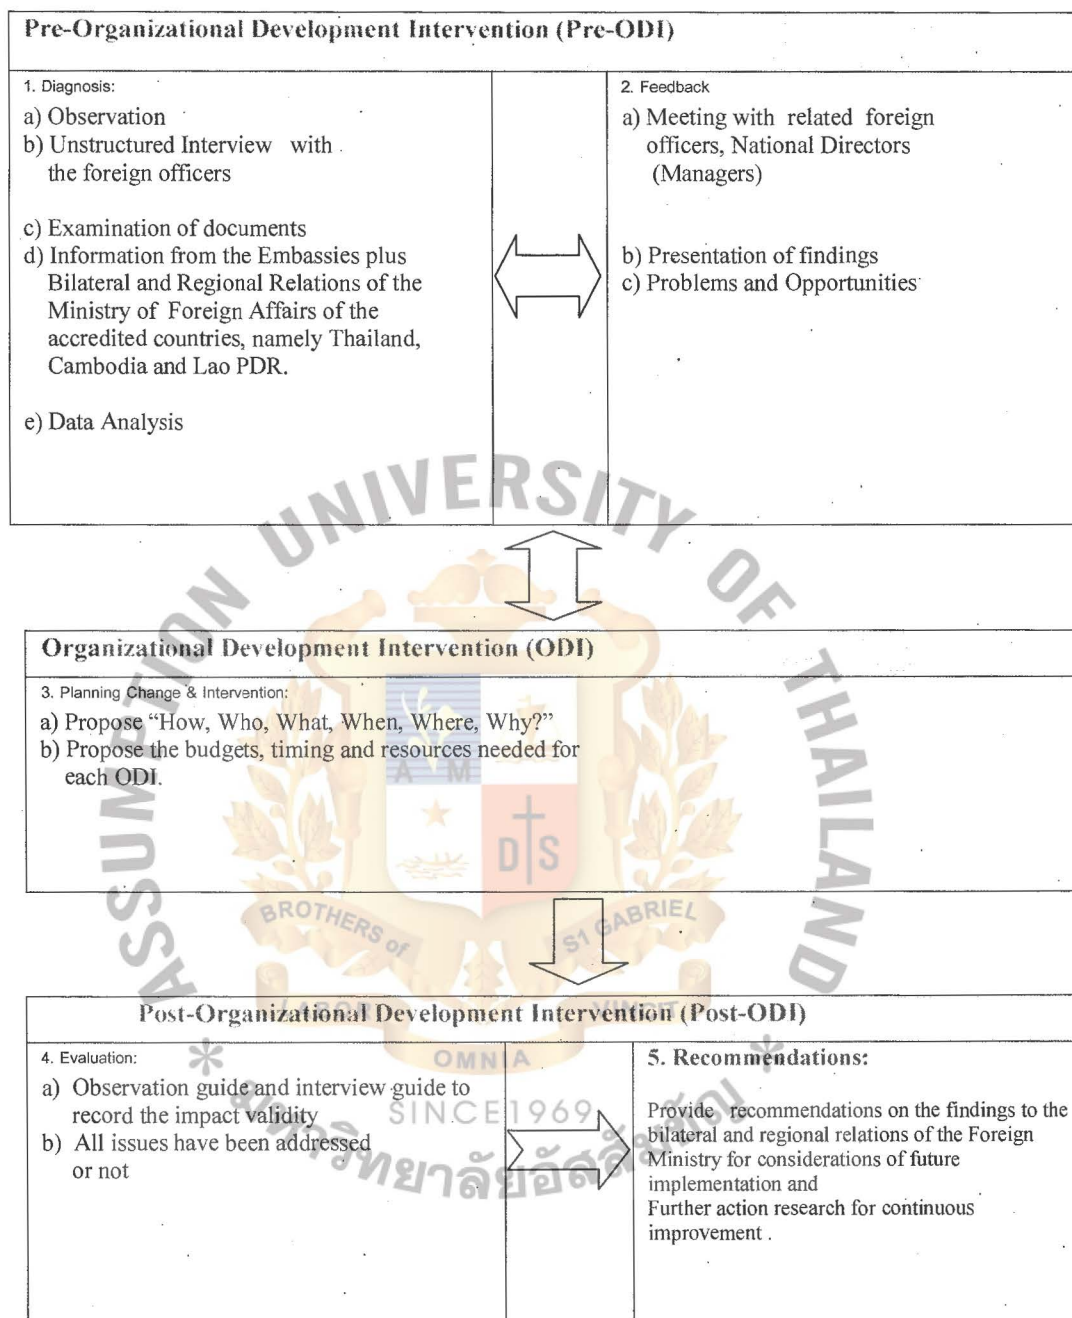 Pre-Organizational Development Intervention (Pre-ODI)
1. Diagnosis:
a) Observation
b) Unstructured Interview with
the foreign officers
c) Examination of documents
d) Information from the Embassies plus
Bilateral and Regional Relations of the
Ministry of Foreign Affairs of the
accredited countries, namely Thailand,
Cambodia and Lao PDR.
e) Data Analysis
2. Feedback
a) Meeting with related foreign
officers, National Directors
(Managers)
b) Presentation of findings
c) Problems and Opportunities
Organizational Development Intervention (ODI)
3. Planning Change & Intervention:
a) Propose “How, Who, What, When, Where, Why?”
b) Propose the budgets, timing and resources needed for
each ODI.
Post-Organizational Development Intervention (Post-ODI)
4. Evaluation:
a) Observation guide and interview guide to
record the impact validity
b) All issues have been addressed
or not
5. Recommendations:
Provide recommendations on the findings to the
bilateral and regional relations of the Foreign
Ministry for considerations of future
implementation and
Further action research for continuous
improvement .
ASSUMPTION UNIVERSITY OF THAILAND
A M
D S
BROTHERS of
ST GABRIEL
LABOR
VINCIT
OMNIA
SINCE 1969